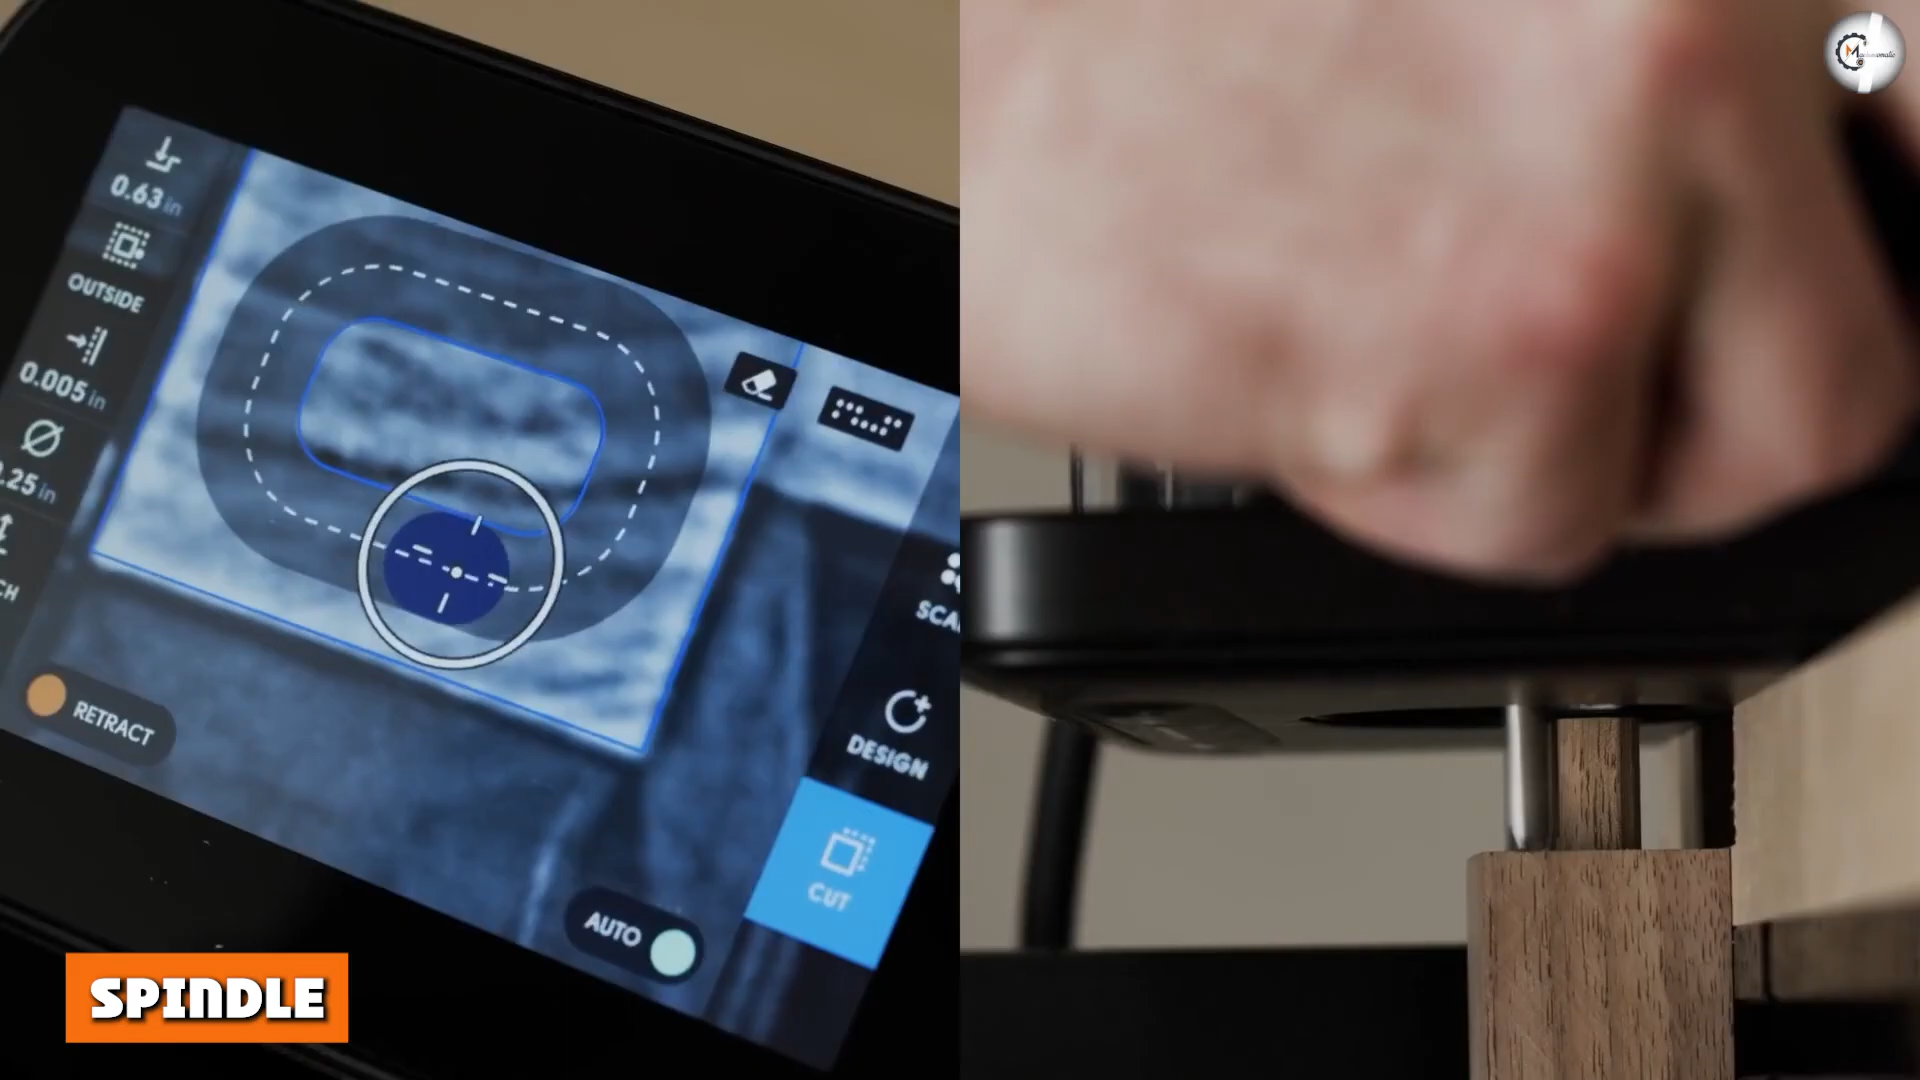 0.63 in
OUTSIDE
0.005 in
.25 in
CH
RETRACT
AUTO
SCA
DESIGN
CUT
SPINDLE